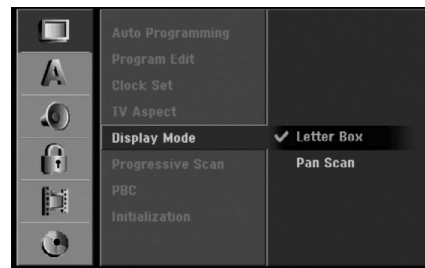 Auto Programming
Program Edit
Clock Set
TV Aspect
Display Mode
✔ Letter Box
Progressive Scan
Pan Scan
PBC
Initialization
A